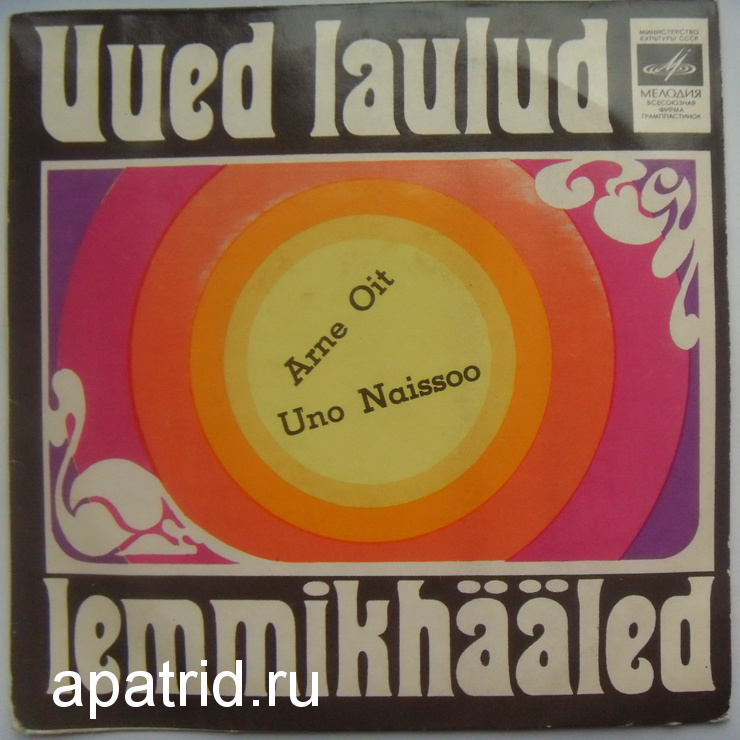 Uued laulud
МИНИСТЕРСТВО
КУЛЬТУРЫ СССР
МЕЛОДИЯ
ВСЕСОЮЗНАЯ
ФИРМА
ГРАМПЛАСТИНОК
Arne Oit
Uno Naissoo
lemmikhääled
apatrid.ru